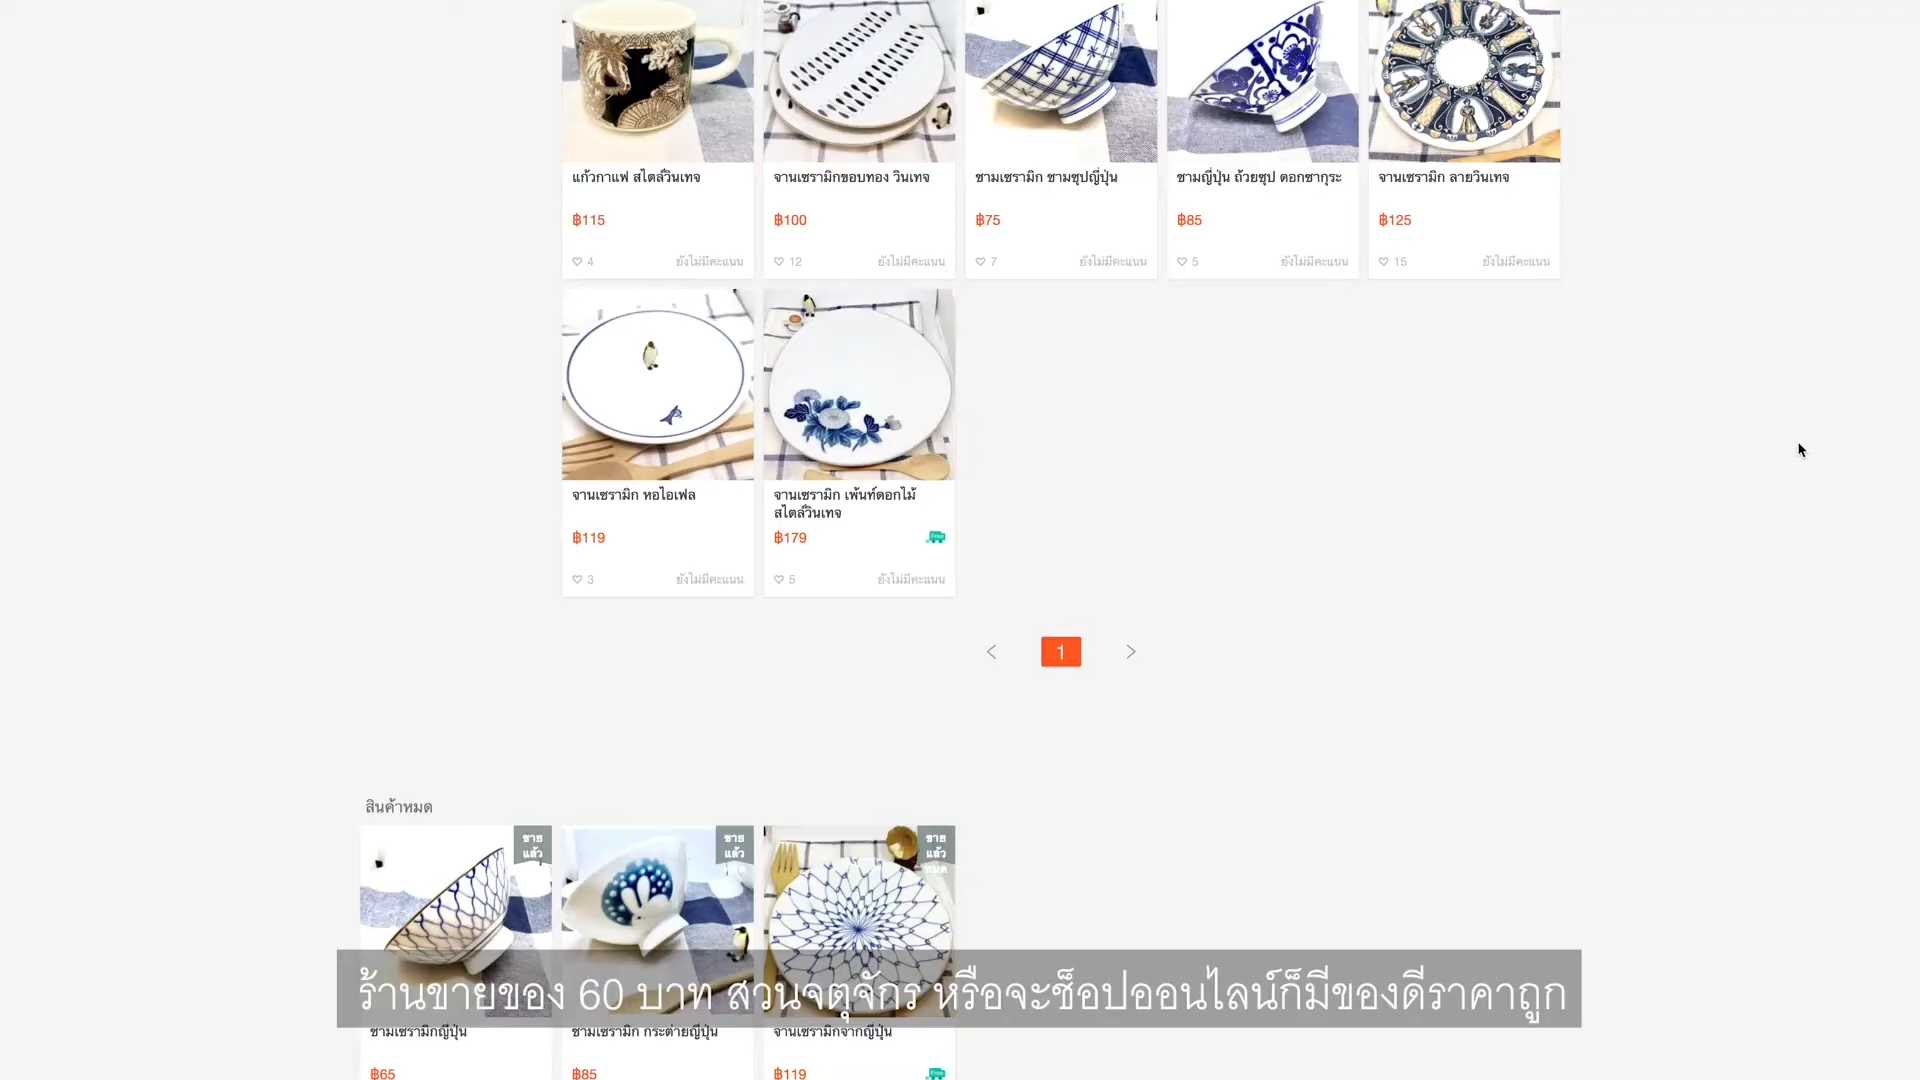 แก้วกาแฟ สไตล์วินเทจ
฿115
4 ยังไม่มีคะแนน
จานเซรามิกขอบทอง วินเทจ
฿100
12 ยังไม่มีคะแนน
ชามเซรามิก ชามซุปญี่ปุ่น
฿75
7 ยังไม่มีคะแนน
ชามญี่ปุ่น ถ้วยซุป ดอกซากุระ
฿85
5 ยังไม่มีคะแนน
จานเซรามิก ลายวินเทจ
฿125
15 ยังไม่มีคะแนน
จานเซรามิก หอไอเฟล
฿119
3 ยังไม่มีคะแนน
จานเซรามิก เพ้นท์ดอกไม้
สไตล์วินเทจ
฿179
Free
5 ยังไม่มีคะแนน
1
สินค้าหมด
ขาย
แล้ว
ขาย
แล้ว
ขาย
แล้ว
หมด
ร้านขายของ 60 บาท สวนจตุจักร หรือจะช็อปออนไลน์ก็มีของดีราคาถูก
ชามเซรามิกญี่ปุ่น
฿65
ชามเซรามิก กระต่ายญี่ปุ่น
฿85
จานเซรามิกจากญี่ปุ่น
฿119
Free